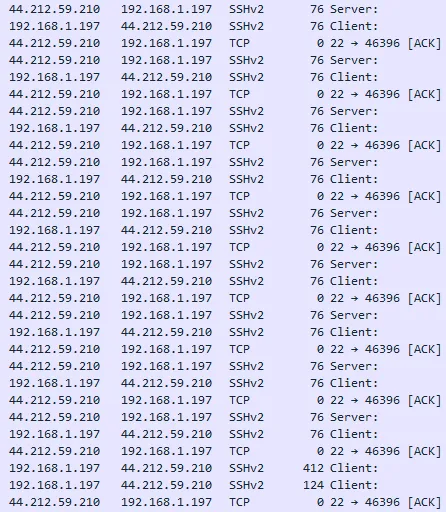 44.212.59.210 192.168.1.197 SSHv2 76 Server:
192.168.1.197 44.212.59.210 SSHv2 76 Client:
44.212.59.210 192.168.1.197 TCP 0 22 → 46396 [ACK]
44.212.59.210 192.168.1.197 SSHv2 76 Server:
192.168.1.197 44.212.59.210 SSHv2 76 Client:
44.212.59.210 192.168.1.197 TCP 0 22 → 46396 [ACK]
44.212.59.210 192.168.1.197 SSHv2 76 Server:
192.168.1.197 44.212.59.210 SSHv2 76 Client:
44.212.59.210 192.168.1.197 TCP 0 22 → 46396 [ACK]
44.212.59.210 192.168.1.197 SSHv2 76 Server:
192.168.1.197 44.212.59.210 SSHv2 76 Client:
44.212.59.210 192.168.1.197 TCP 0 22 → 46396 [ACK]
44.212.59.210 192.168.1.197 SSHv2 76 Server:
192.168.1.197 44.212.59.210 SSHv2 76 Client:
44.212.59.210 192.168.1.197 TCP 0 22 → 46396 [ACK]
44.212.59.210 192.168.1.197 SSHv2 76 Server:
192.168.1.197 44.212.59.210 SSHv2 76 Client:
44.212.59.210 192.168.1.197 TCP 0 22 → 46396 [ACK]
44.212.59.210 192.168.1.197 SSHv2 76 Server:
192.168.1.197 44.212.59.210 SSHv2 76 Client:
44.212.59.210 192.168.1.197 TCP 0 22 → 46396 [ACK]
44.212.59.210 192.168.1.197 SSHv2 76 Server:
192.168.1.197 44.212.59.210 SSHv2 76 Client:
44.212.59.210 192.168.1.197 TCP 0 22 → 46396 [ACK]
44.212.59.210 192.168.1.197 SSHv2 76 Server:
192.168.1.197 44.212.59.210 SSHv2 76 Client:
44.212.59.210 192.168.1.197 TCP 0 22 → 46396 [ACK]
192.168.1.197 44.212.59.210 SSHv2 412 Client:
192.168.1.197 44.212.59.210 SSHv2 124 Client:
44.212.59.210 192.168.1.197 TCP 0 22 → 46396 [ACK]